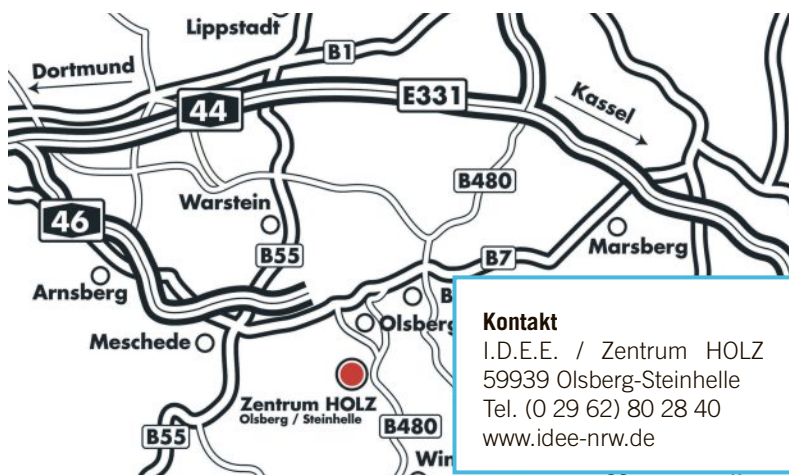 Lippstadt
B1
Dortmund
44
E331
Kassel
B480
Warstein
46
B55
B7
Marsberg
Arnsberg
Olsberg
Meschede
Kontakt
I.D.E.E. / Zentrum HOLZ
59939 Olsberg-Steinhelle
Tel. (0 29 62) 80 28 40
www.idee-nrw.de
Zentrum HOLZ
Olsberg / Steinhelle
B480
B55